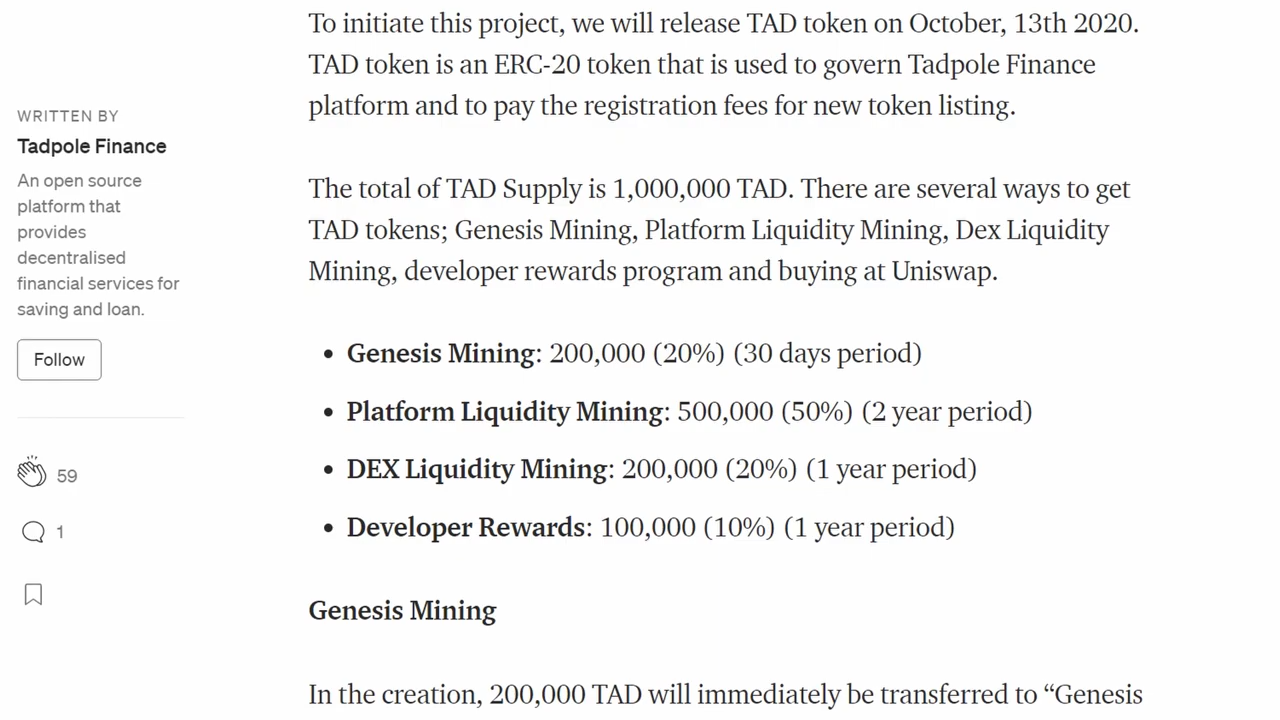 To initiate this project, we will release TAD token on October, 13th 2020.
TAD token is an ERC-20 token that is used to govern Tadpole Finance
platform and to pay the registration fees for new token listing.
WRITTEN BY
Tadpole Finance
An open source
platform that
provides
decentralised
financial services for
saving and loan.
Follow
59
1
The total of TAD Supply is 1,000,000 TAD. There are several ways to get
TAD tokens; Genesis Mining, Platform Liquidity Mining, Dex Liquidity
Mining, developer rewards program and buying at Uniswap.
• Genesis Mining: 200,000 (20%) (30 days period)
• Platform Liquidity Mining: 500,000 (50%) (2 year period)
• DEX Liquidity Mining: 200,000 (20%) (1 year period)
• Developer Rewards: 100,000 (10%) (1 year period)
Genesis Mining
In the creation, 200,000 TAD will immediately be transferred to “Genesis